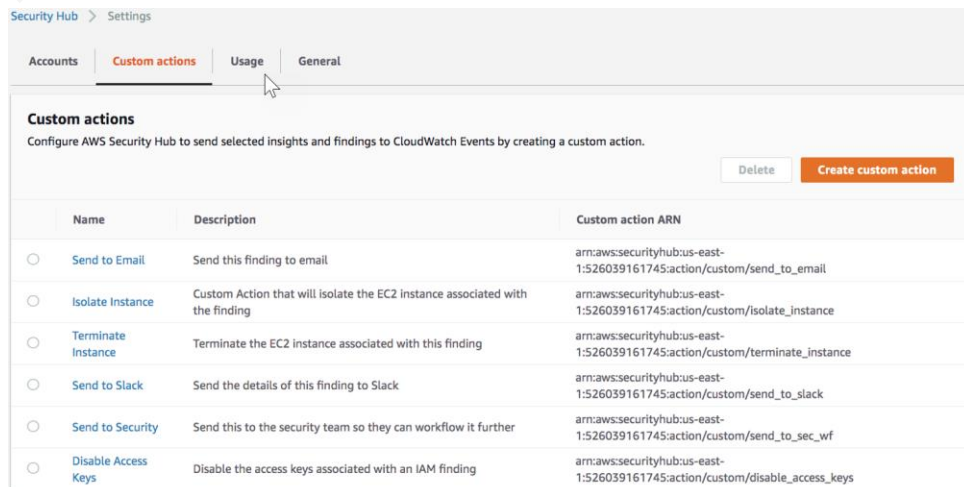 Security Hub > Settings
Accounts Custom actions Usage General
Custom actions
Configure AWS Security Hub to send selected insights and findings to CloudWatch Events by creating a custom action.
Delete Create custom action
Name Description Custom action ARN
Send to Email Send this finding to email arn:aws:securityhub:us-east-
1:526039161745:action/custom/send_to_email
Isolate Instance Custom Action that will isolate the EC2 instance associated with
the finding
arn:aws:securityhub:us-east-
1:526039161745:action/custom/isolate_instance
Terminate
Instance
Terminate the EC2 instance associated with this finding
arn:aws:securityhub:us-east-
1:526039161745:action/custom/terminate_instance
Send to Slack Send the details of this finding to Slack arn:aws:securityhub:us-east-
1:526039161745:action/custom/send_to_slack
Send to Security Send this to the security team so they can workflow it further arn:aws:securityhub:us-east-
1:526039161745:action/custom/send_to_sec_wf
Disable Access
Keys
Disable the access keys associated with an IAM finding
arn:aws:securityhub:us-east-
1:526039161745:action/custom/disable_access_keys